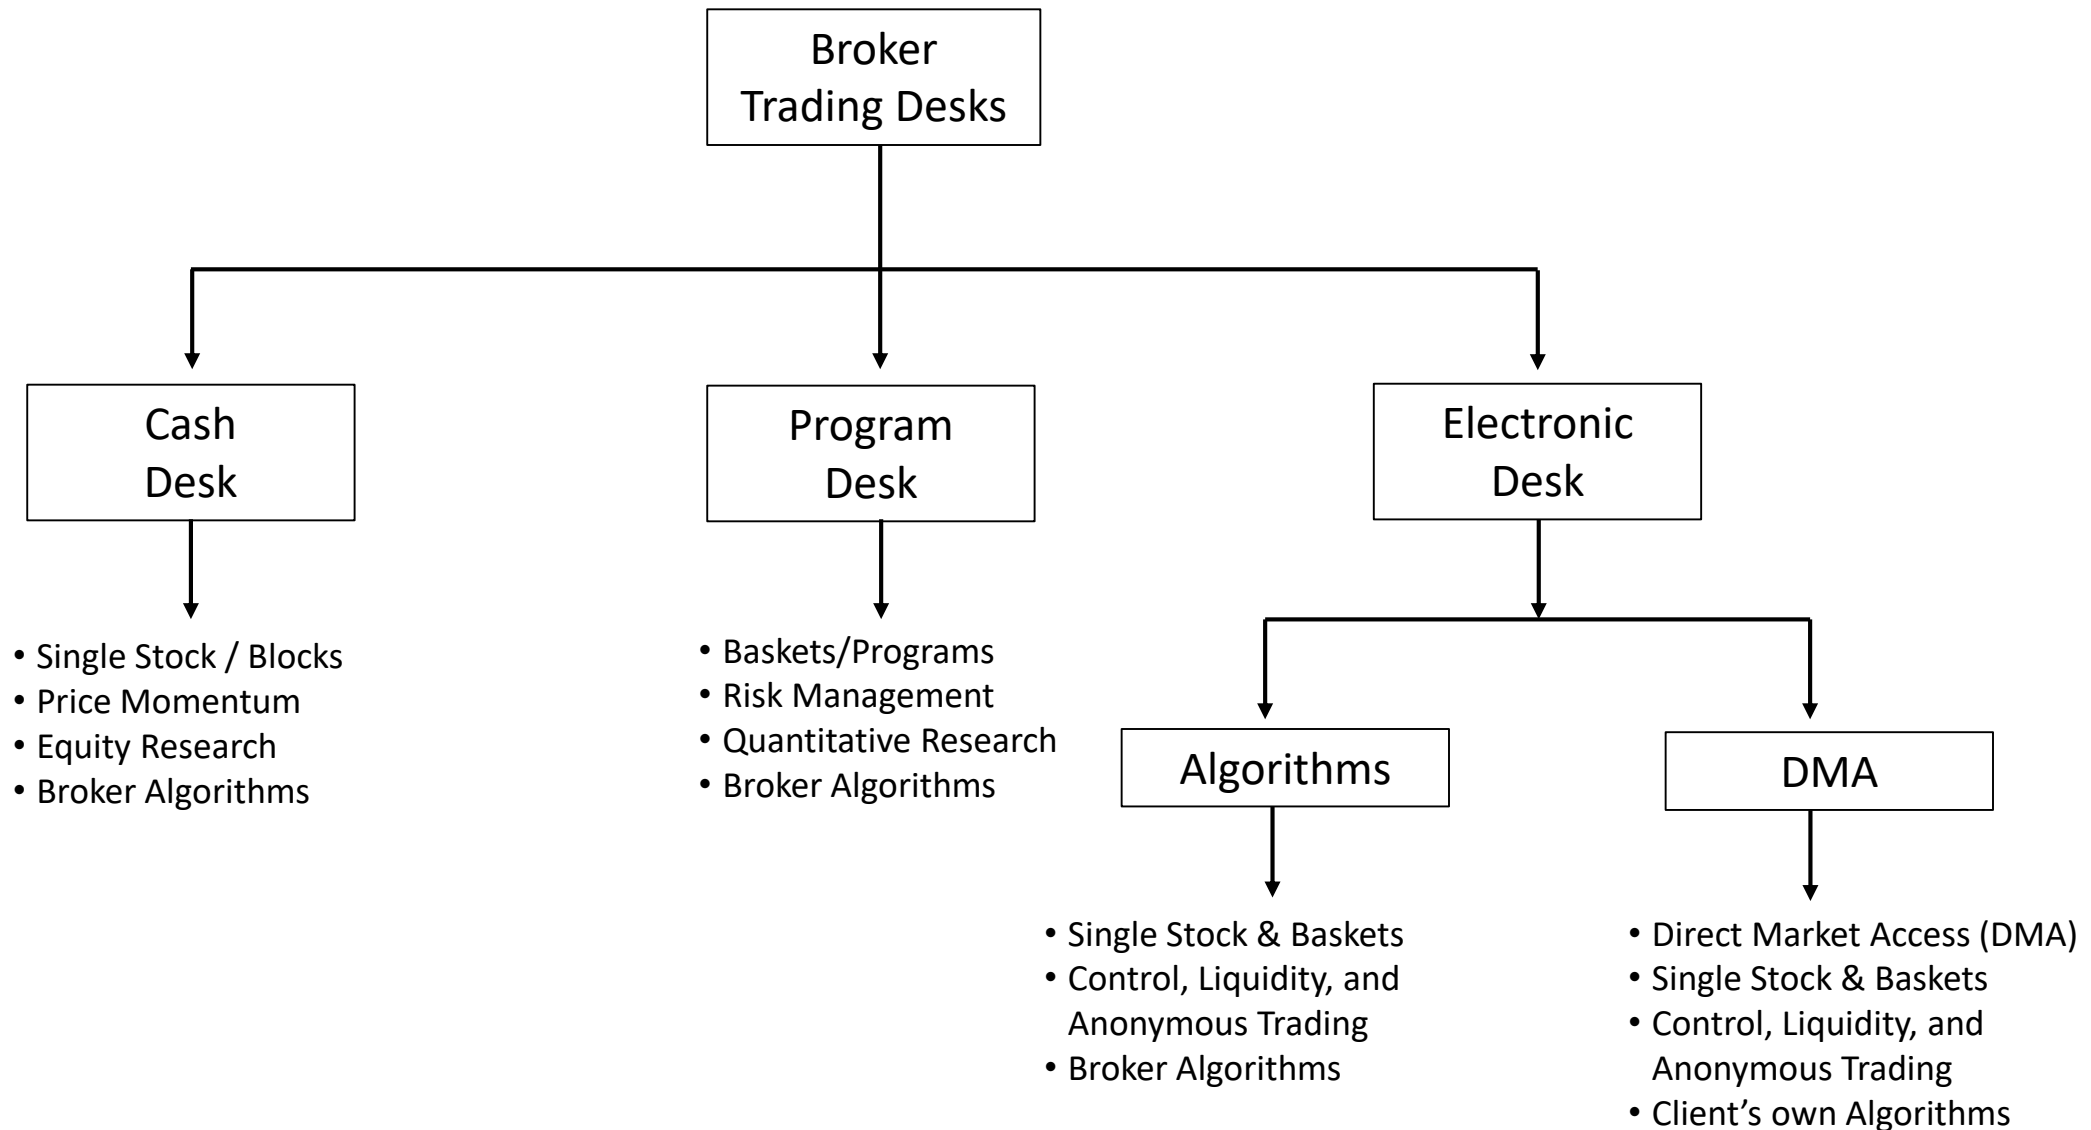 Broker
Trading Desks
Cash
Desk
Program
Desk
Electronic
Desk
• Single Stock / Blocks
• Price Momentum
• Equity Research
• Broker Algorithms
• Baskets/Programs
• Risk Management
• Quantitative Research
• Broker Algorithms
Algorithms
DMA
• Single Stock & Baskets
• Control, Liquidity, and
Anonymous Trading
• Broker Algorithms
• Direct Market Access (DMA)
• Single Stock & Baskets
• Control, Liquidity, and
Anonymous Trading
• Client’s own Algorithms